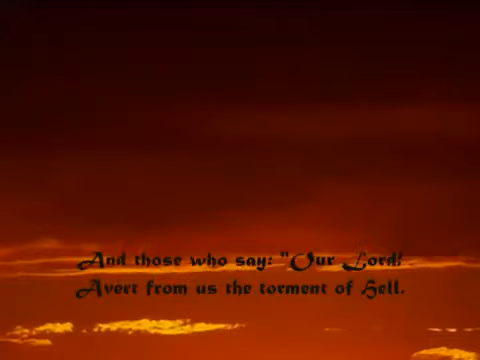 And those who say: "Our Lord!
Avert from us the torment of Hell.